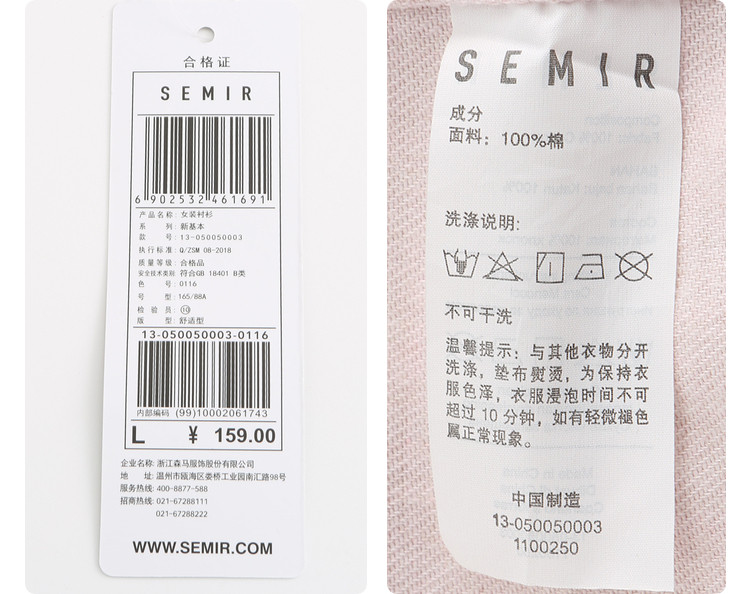 合格证
SEMIR
6 902532 461691
产品名称: 女装衬衫
系 列: 新基本
款 号: 13-050050003
执行标准: Q/ZSM 08-2018
质量等级: 合格品
安全技术类别: 符合GB 18401 B类
色 号: 0116
号 型: 165/88A
检 验 员: 10
版 型: 舒适型
13-050050003-0116
内部编码 (99)10002061743
L ¥ 159.00
企业名称: 浙江森马服饰股份有限公司
地 址: 温州市瓯海区娄桥工业园南汇路98号
服务热线: 400-8877-588
招商热线: 021-67288111
021-67288222
WWW.SEMIR.COM
SEMIR
成分
面料: 100%棉
洗涤说明:
不可干洗
温馨提示: 与其他衣物分开
洗涤, 垫布熨烫, 为保持衣
服色泽, 衣服浸泡时间不可
超过 10 分钟, 如有轻微褪色
属正常现象。
中国制造
13-050050003
1100250